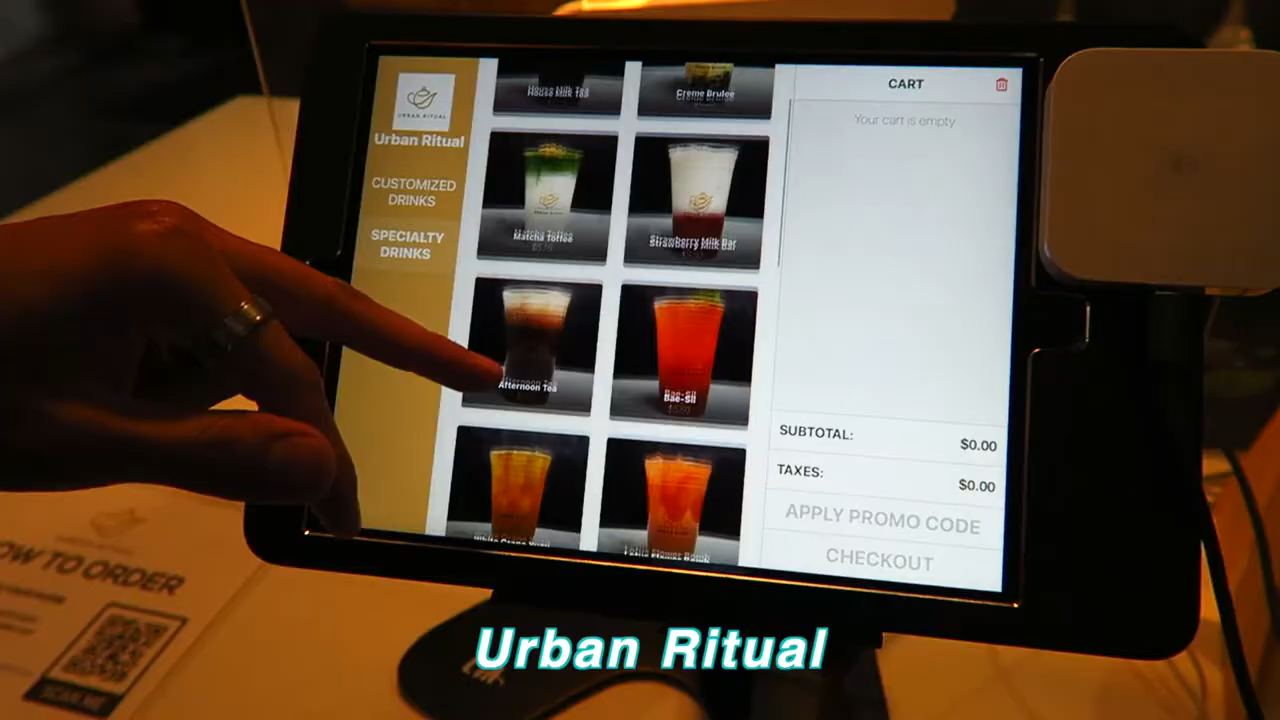 URBAN RITUAL
Urban Ritual
CUSTOMIZED
DRINKS
SPECIALTY
DRINKS
House Milk Tea
Creme Brulee
Matcha Toffee
Strawberry Milk Bar
Afternoon Tea
Bae-Sil
CART
Your cart is empty
SUBTOTAL:
$0.00
TAXES:
$0.00
APPLY PROMO CODE
CHECKOUT
OW TO ORDER
SCAN ME
Urban Ritual